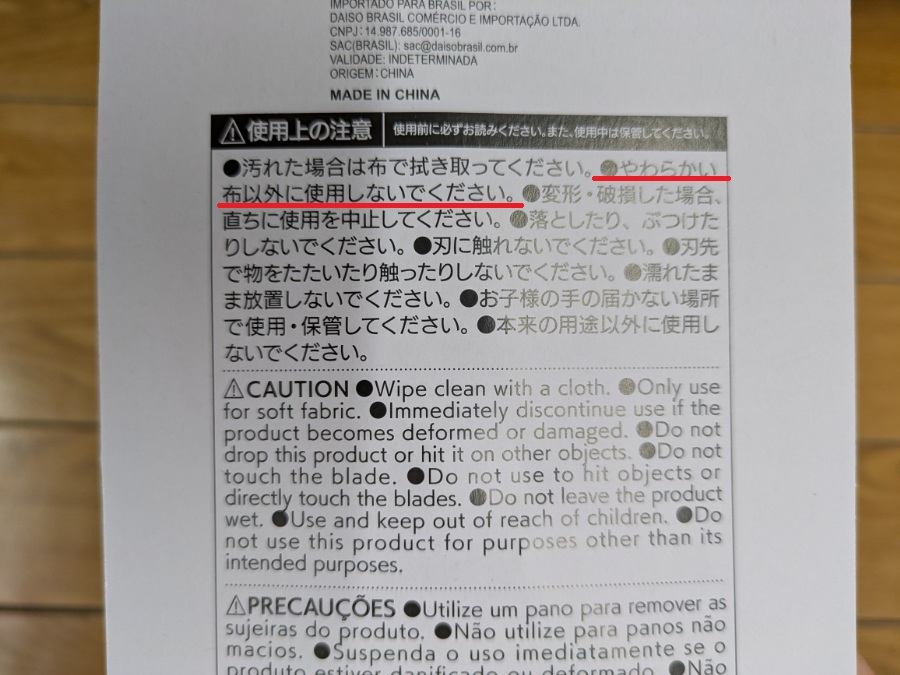 IMPORTADO PARA BRASIL POR:
DAISO BRASIL COMÉRCIO E IMPORTAÇÃO LTDA.
CNPJ：14.987.685/0001-16
SAC(BRASIL): sac@daisobrasil.com.br
VALIDADE: INDETERMINADA
ORIGEM：CHINA
MADE IN CHINA
⚠使用上の注意 使用前に必ずお読みください。また、使用中は保管してください。
●汚れた場合は布で拭き取ってください。●やわらかい
布以外に使用しないでください。●変形・破損した場合、
直ちに使用を中止してください。●落としたり、ぶつけた
りしないでください。●刃に触れないでください。●刃先
で物をたたいたり触ったりしないでください。●濡れたま
ま放置しないでください。●お子様の手の届かない場所
で使用・保管してください。●本来の用途以外に使用し
ないでください。
⚠CAUTION ●Wipe clean with a cloth. ●Only use
for soft fabric. ●Immediately discontinue use if the
product becomes deformed or damaged. ●Do not
drop this product or hit it on other objects. ●Do not
touch the blade. ●Do not use to hit objects or
directly touch the blades. ●Do not leave the product
wet. ●Use and keep out of reach of children. ●Do
not use this product for purposes other than its
intended purposes.
⚠PRECAUÇÕES ●Utilize um pano para remover as
sujeiras do produto. ●Não utilize para panos não
macios. ●Suspenda o uso imediatamente se o
produto estiver danificado ou deformado. ●Não